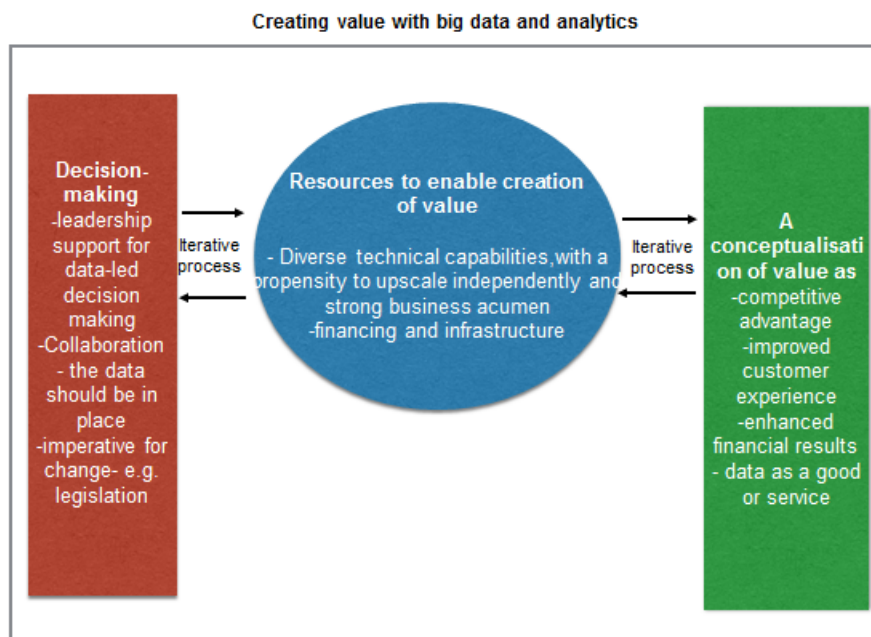 Creating value with big data and analytics
Decision-
making
-leadership
support for
data-led
decision
making
-Collaboration
- the data
should be in
place
-imperative for
change- e.g.
legislation
Iterative
process
Resources to enable creation
of value
- Diverse technical capabilities,with a
propensity to upscale independently and
strong business acumen
-financing and infrastructure
Iterative
process
A
conceptualisati
on of value as
-competitive
advantage
-improved
customer
experience
-enhanced
financial results
- data as a good
or service